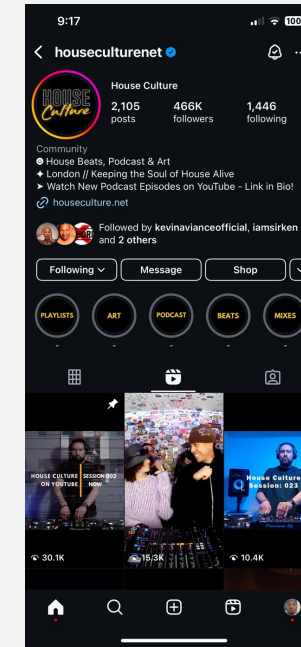 9:17
100
houseculturenet
HOUSE
Culture
House Culture
2,105
466K
1,446
posts
followers
following
Community
House Beats, Podcast & Art
London // Keeping the Soul of House Alive
Watch New Podcast Episodes on YouTube - Link in Bio!
houseculture.net
Followed by kevinavianceofficial, iamsirken
and 2 others
Following
Message
Shop
PLAYLISTS
ART
PODCAST
BEATS
MIXES
-
-
-
-
-
HOUSE CULTURE
ON YOUTUBE
SESSION 002
NOW
House Culture
Session: 023
30.1K
15.3K
10.4K